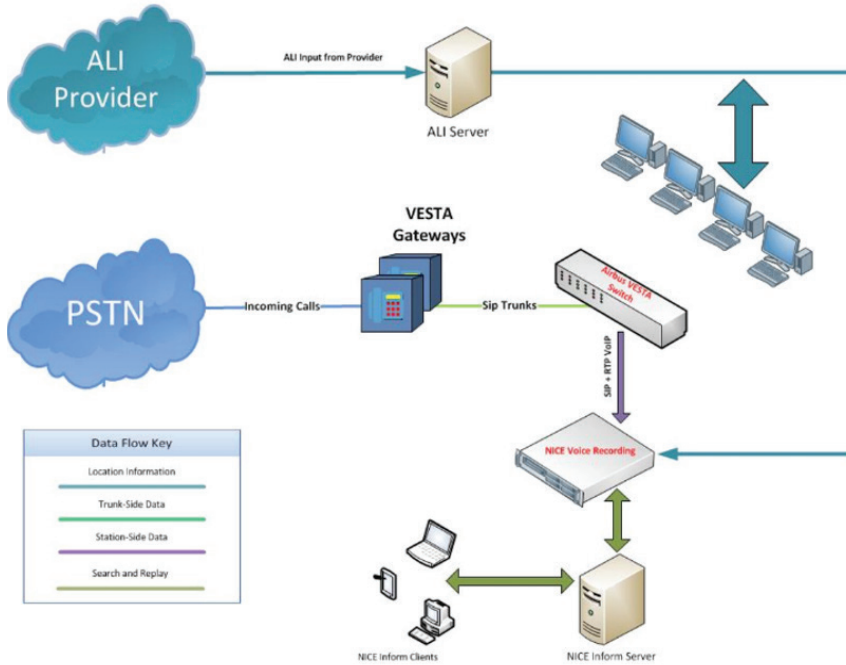 ALI
Provider
ALI Input from Provider
ALI Server
VESTA
Gateways
PSTN
Incoming Calls
Sip Trunks
Airbus VESTA
Switch
SIP + RTP VoIP
NICE Voice Recording
Data Flow Key
Location Information
Trunk-Side Data
Station-Side Data
Search and Replay
NICE Inform Clients
NICE Inform Server